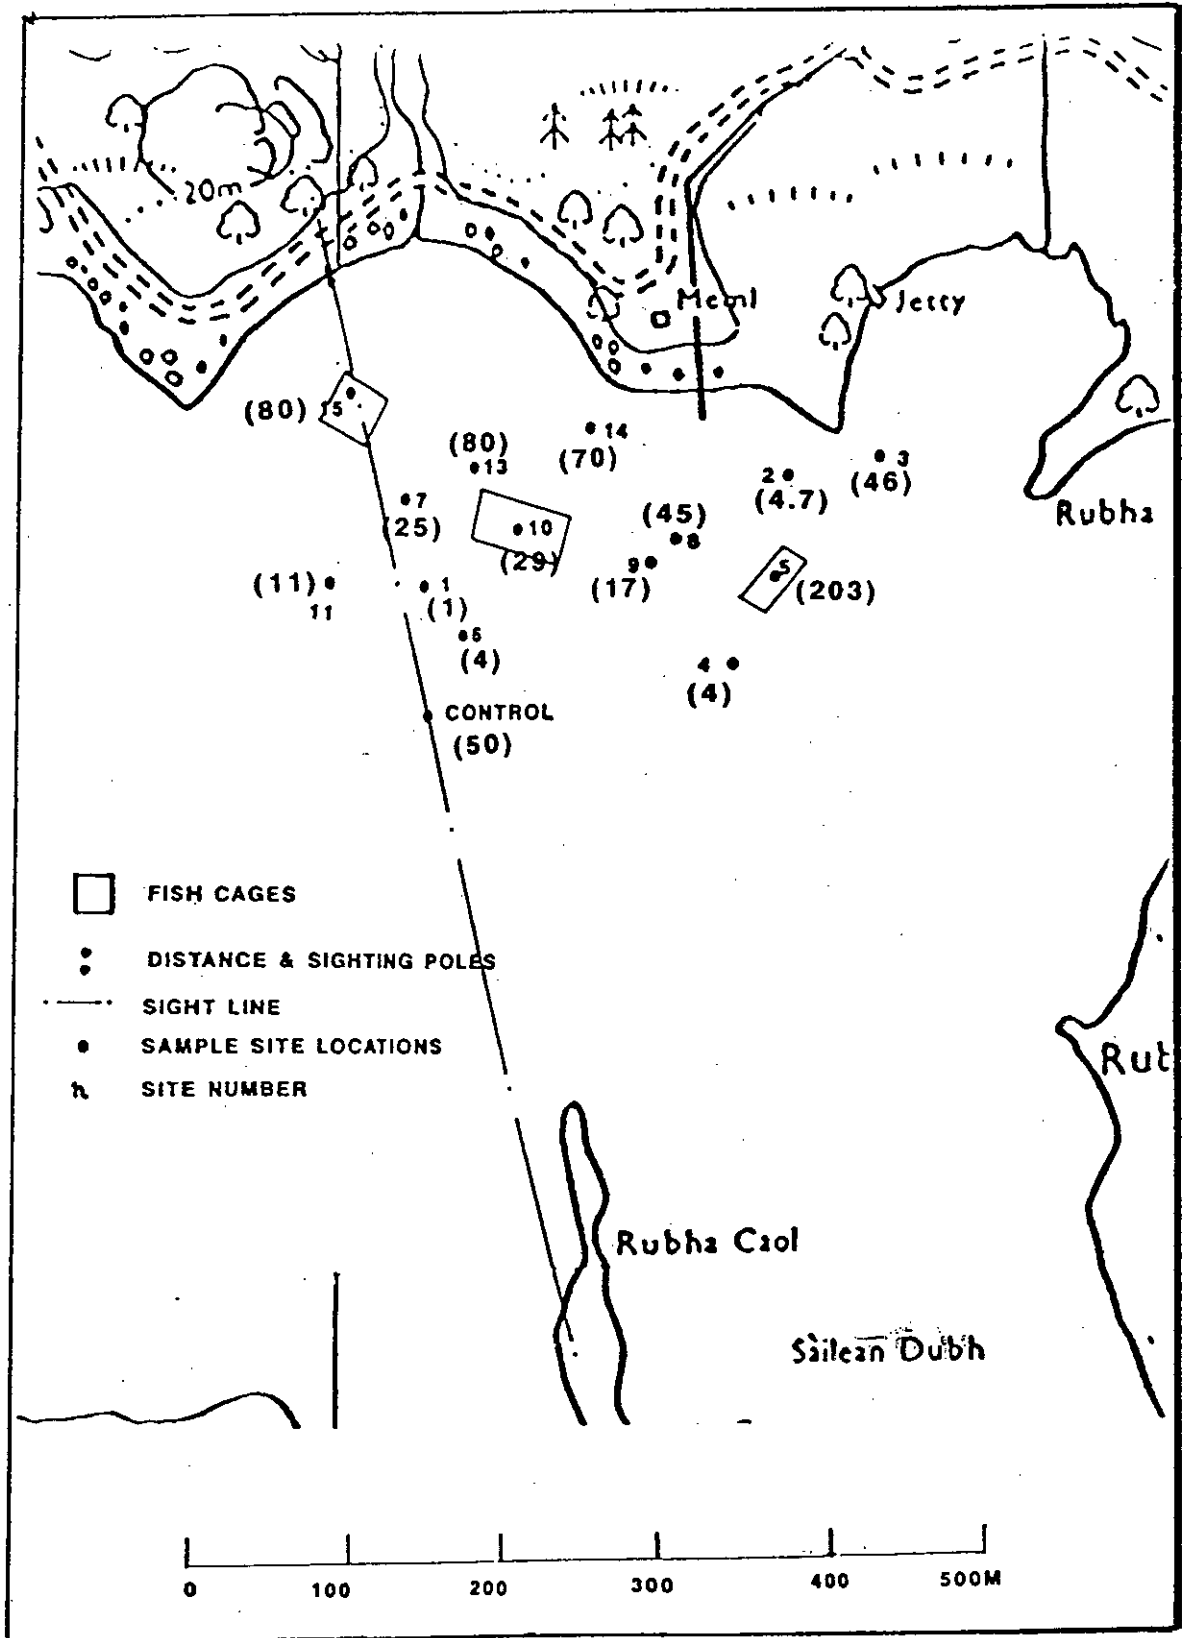 20m
Meml
Jetty
(80) 15
(80)
13
14
(70)
7
(25)
10
(29)
2
(4.7)
3
(46)
Rubha
(45)
8
9
(17)
5
(203)
(11)
11
1
(1)
6
(4)
4
(4)
CONTROL
(50)
FISH CAGES
DISTANCE & SIGHTING POLES
SIGHT LINE
SAMPLE SITE LOCATIONS
n SITE NUMBER
Rut
Rubha Caol
Sàilean Dubh
0 100 200 300 400 500M